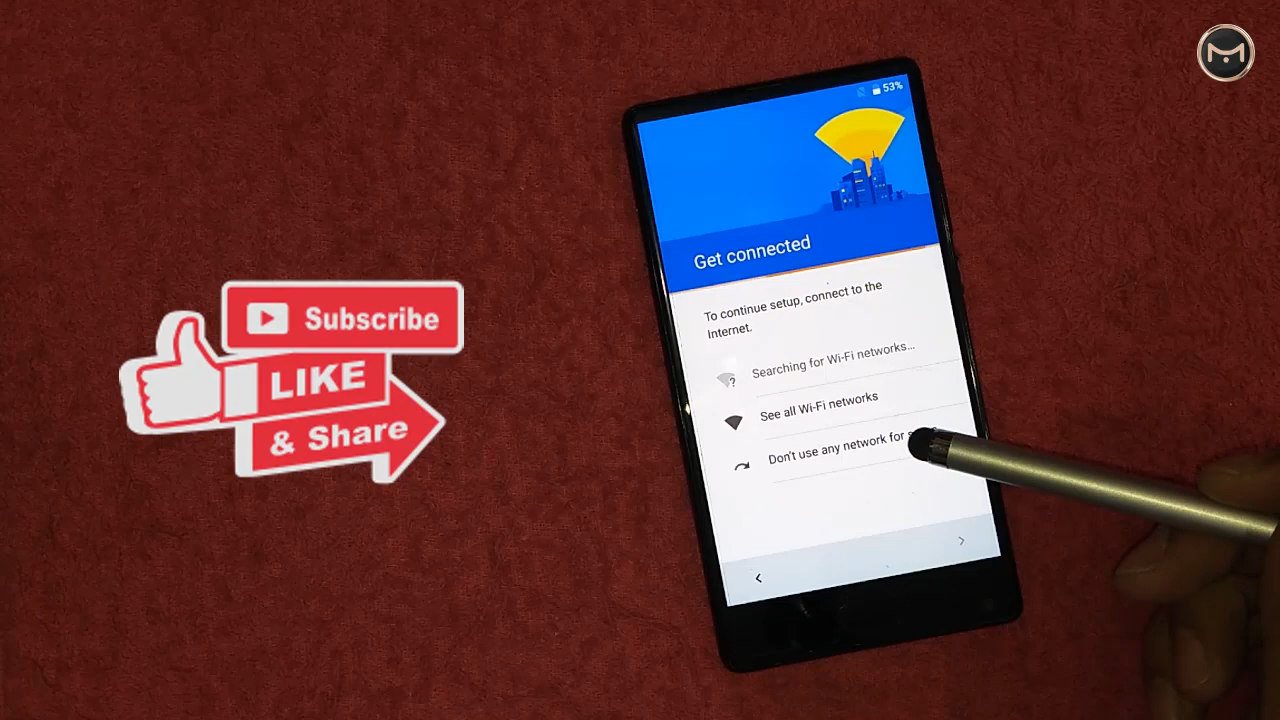 53%
Get connected
To continue setup, connect to the
Internet.
Searching for Wi-Fi networks...
See all Wi-Fi networks
Don't use any network for
Subscribe
LIKE
& Share